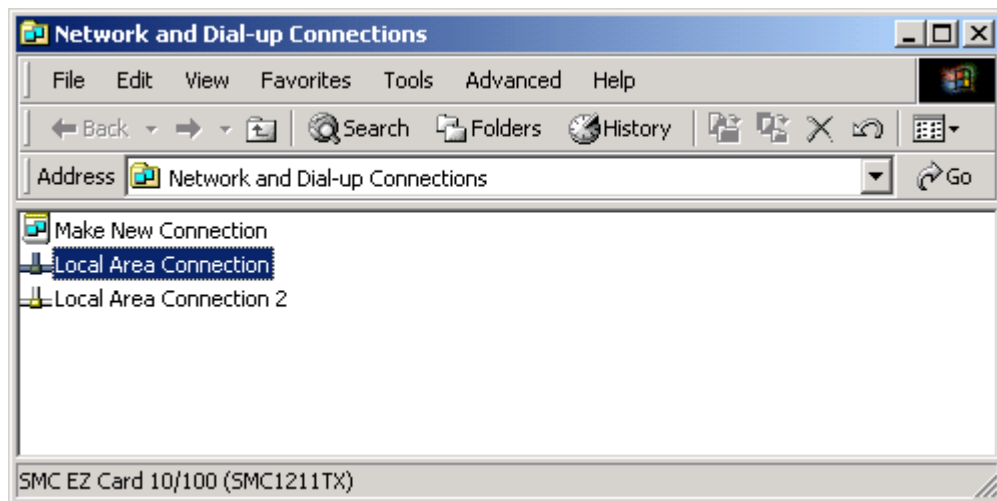 Network and Dial-up Connections
File Edit View Favorites Tools Advanced Help
Back Search Folders History
Address Network and Dial-up Connections Go
Make New Connection
Local Area Connection
Local Area Connection 2
SMC EZ Card 10/100 (SMC1211TX)